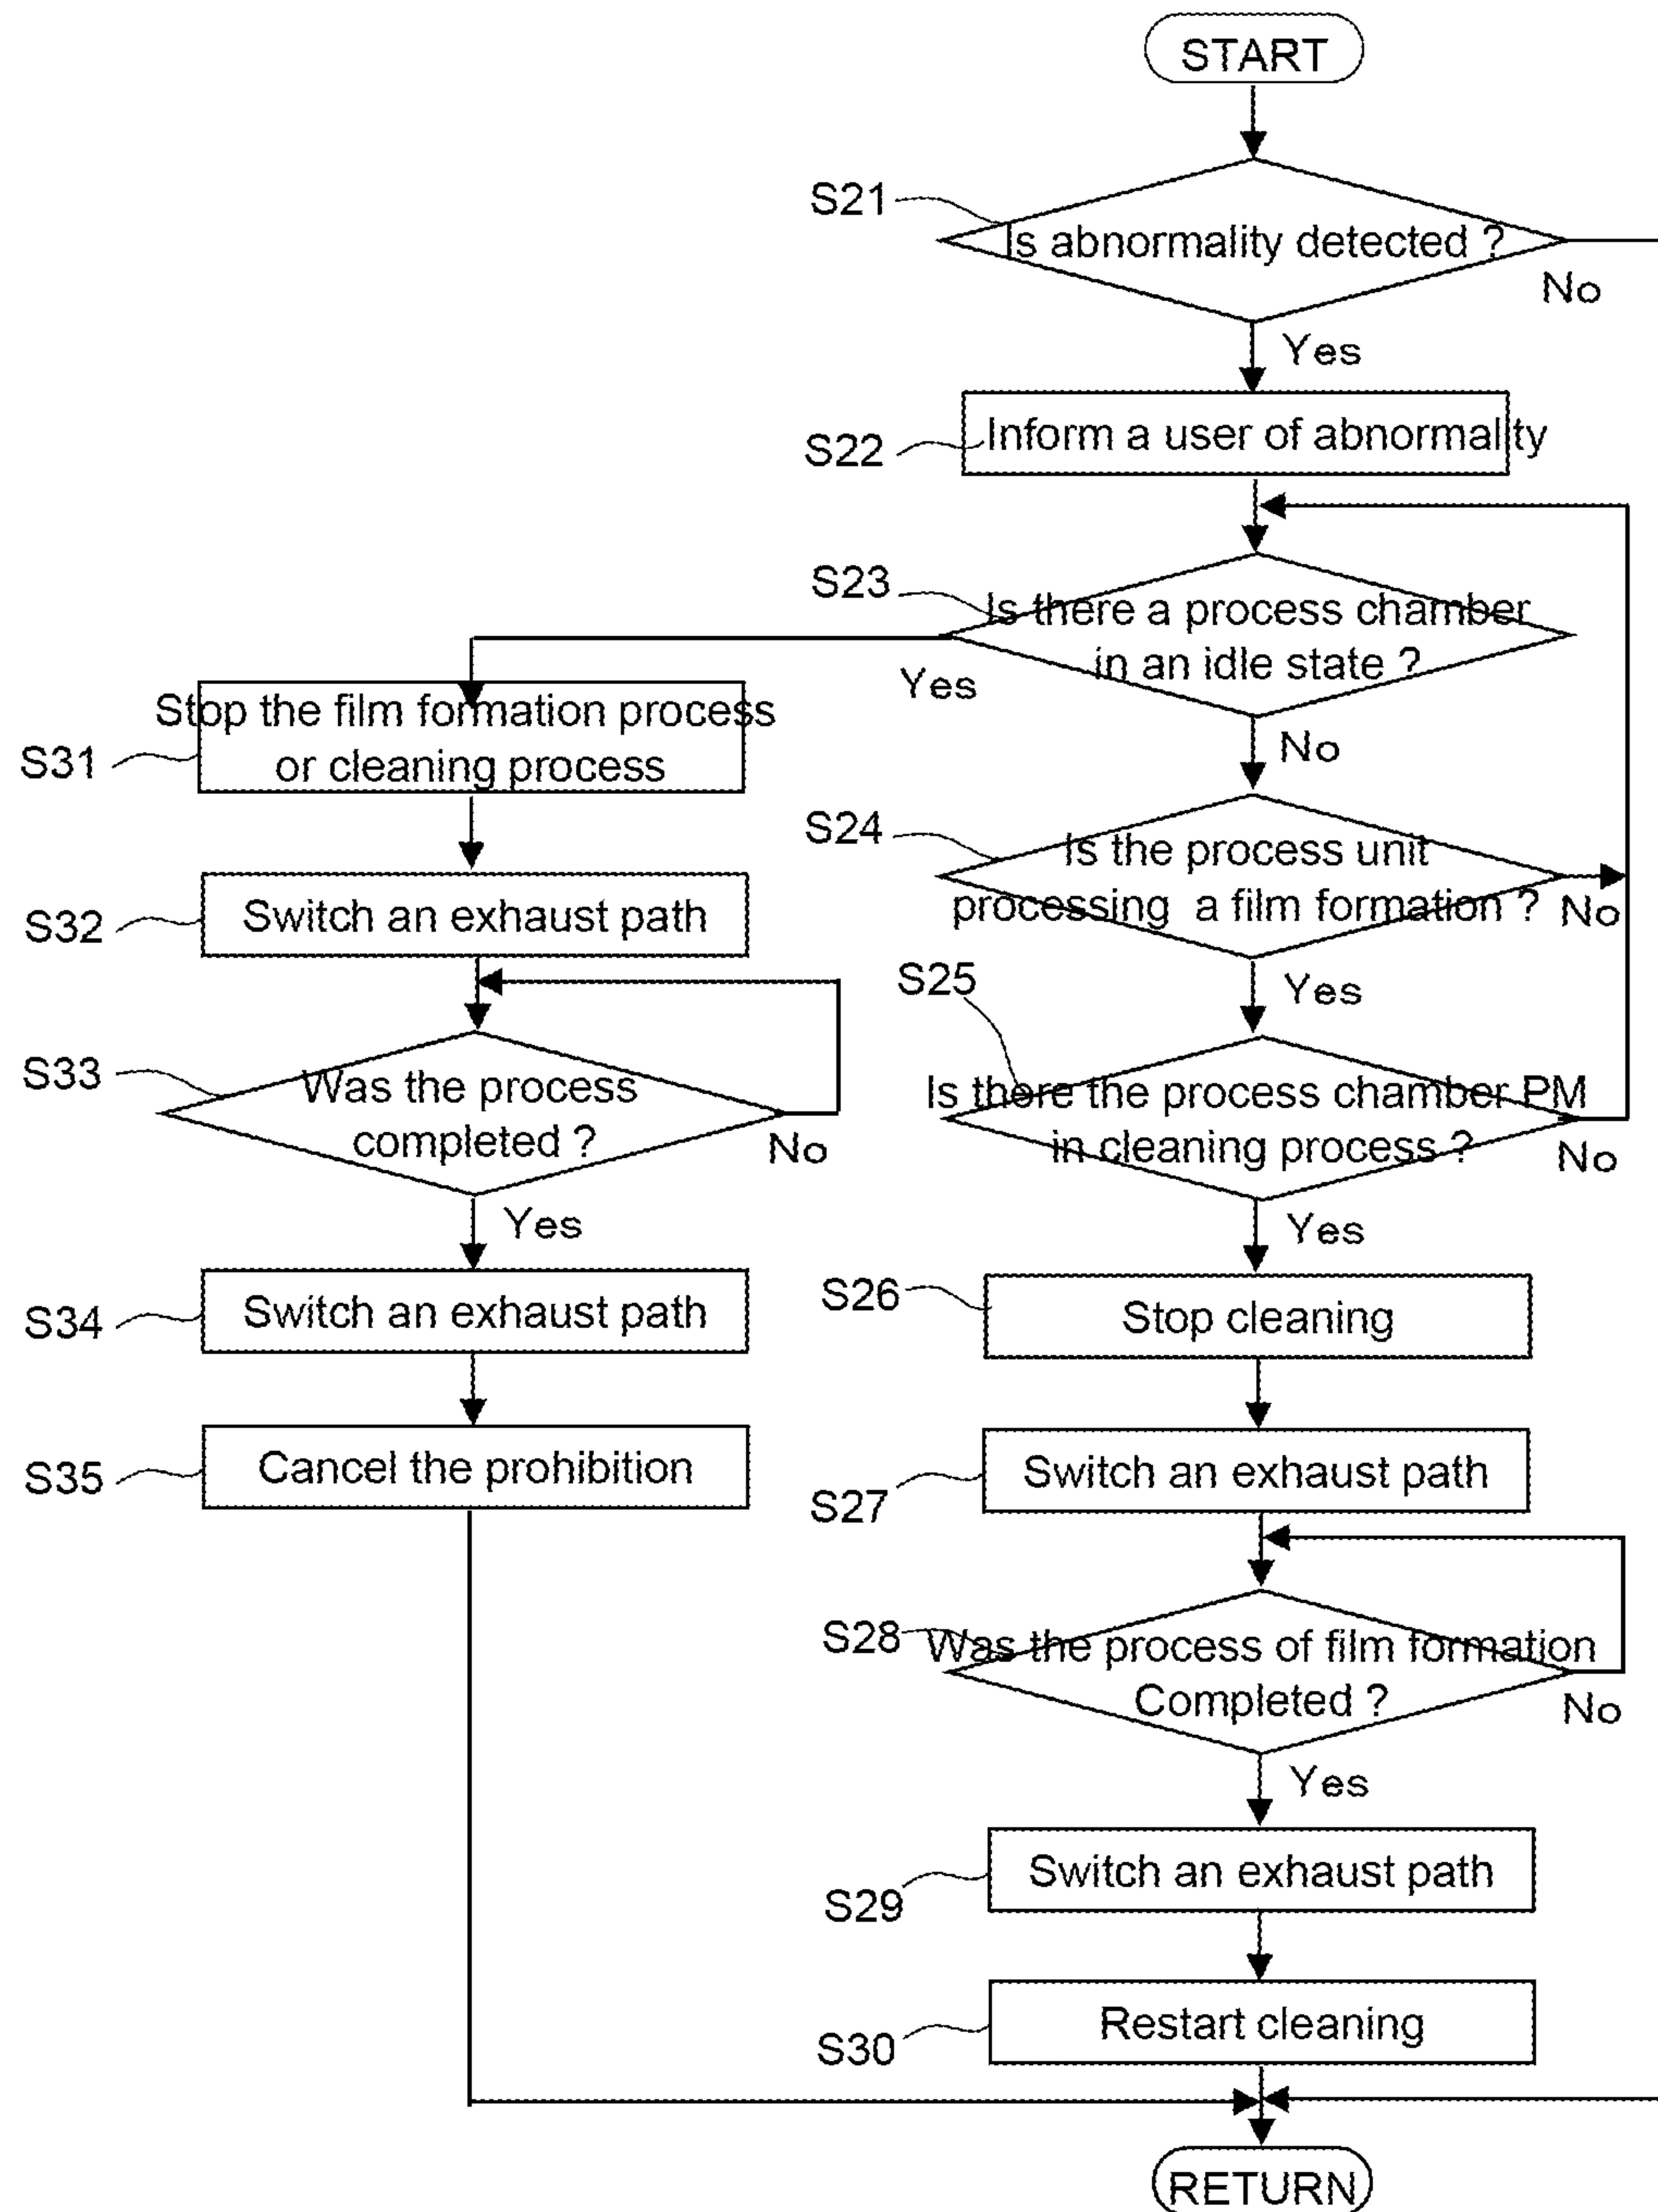 START
S21
Is abnormality detected ?
No
Yes
S22
Inform a user of abnormality
S23
Is there a process chamber
in an idle state ?
Yes
No
S31
Stop the film formation process
or cleaning process
S24
Is the process unit
processing a film formation ?
No
Yes
S32
Switch an exhaust path
S25
Is there the process chamber PM
in cleaning process ?
No
Yes
S33
Was the process
completed ?
No
Yes
S34
Switch an exhaust path
S26
Stop cleaning
S35
Cancel the prohibition
S27
Switch an exhaust path
S28
Was the process of film formation
Completed ?
No
Yes
S29
Switch an exhaust path
S30
Restart cleaning
RETURN